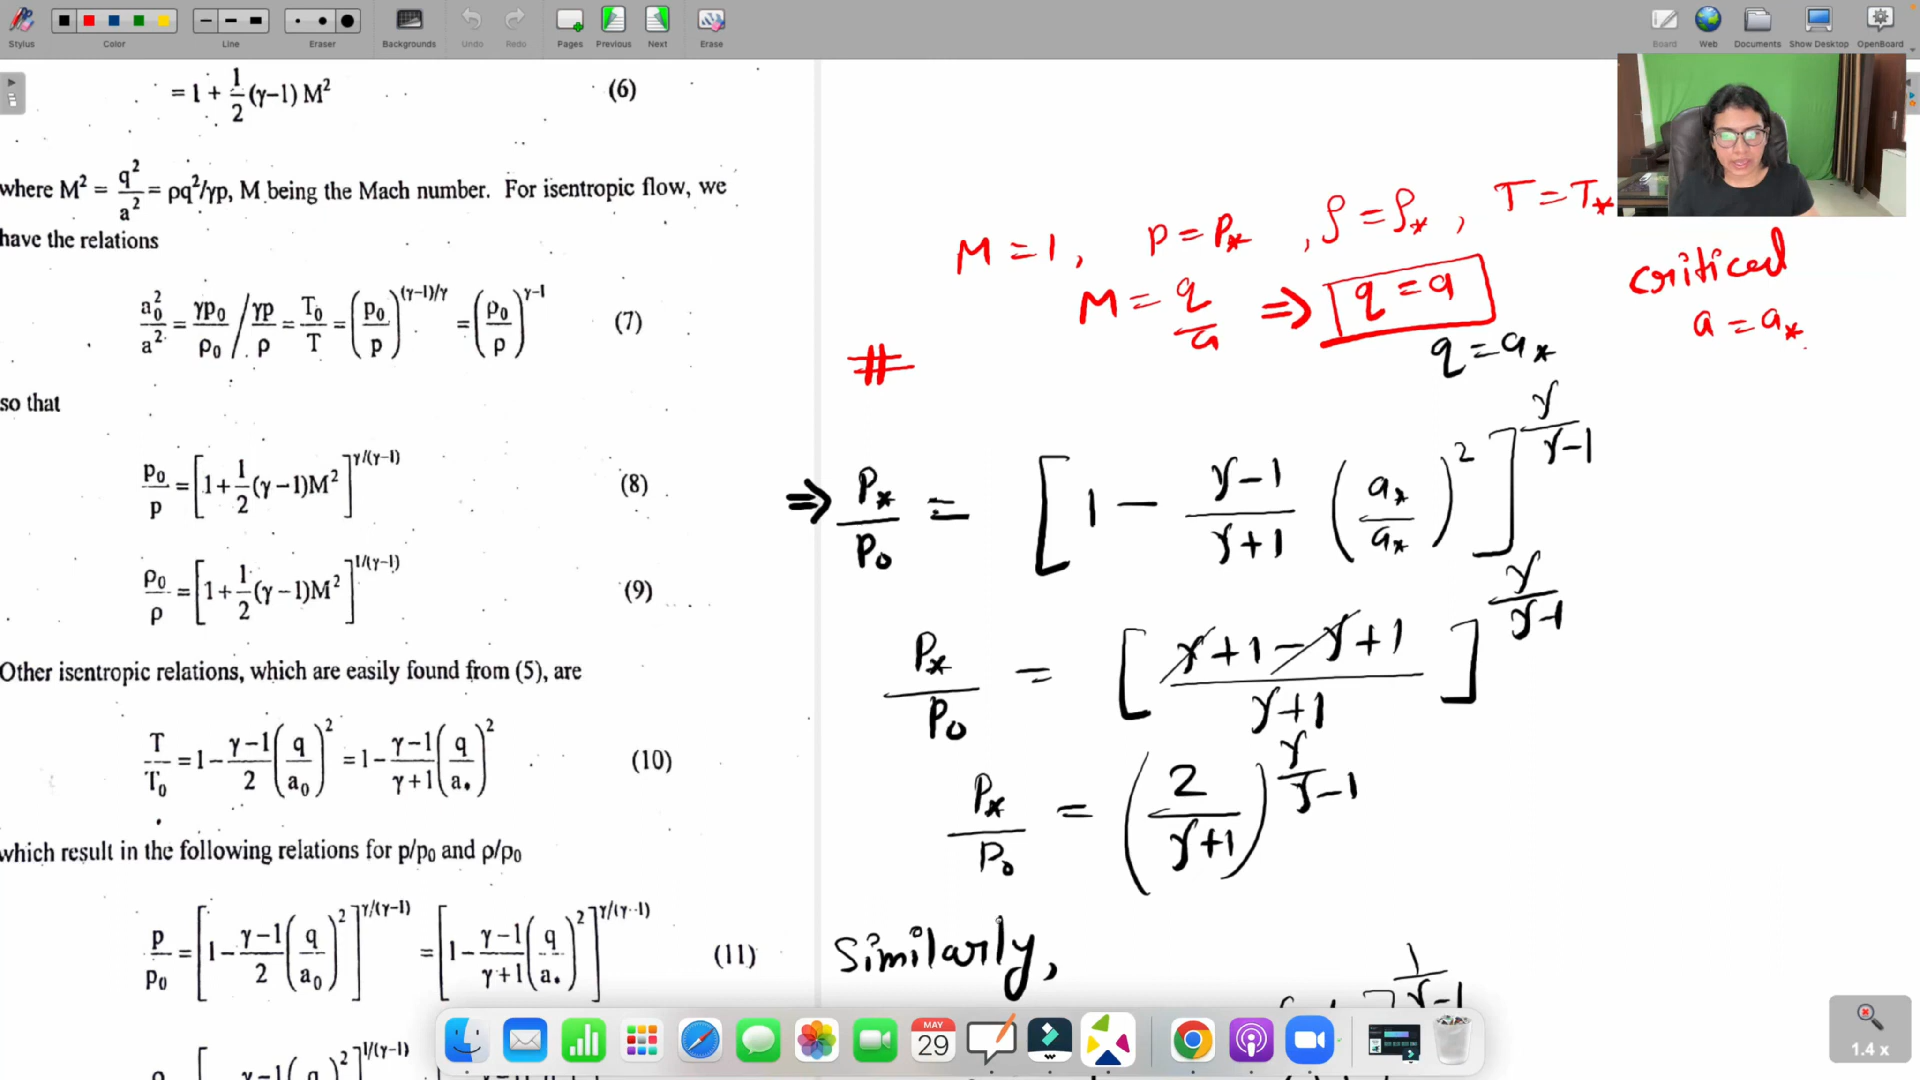 Stylus Color Line Eraser Backgrounds Undo Redo Pages Previous Next Erase Board Web Documents Show Desktop OpenBoard
= 1 + 1/2 (γ–1) M² (6)
where M² = q²/a² = ρq²/γp, M being the Mach number. For isentropic flow, we
have the relations
a₀²/a² = γp₀/ρ₀ / γp/ρ = T₀/T = (p₀/p)^(γ–1)/γ = (ρ₀/ρ)^γ–1 (7)
so that
p₀/p = [1 + 1/2 (γ–1)M²]^γ/(γ–1) (8)
ρ₀/ρ = [1 + 1/2 (γ–1)M²]^1/(γ–1) (9)
Other isentropic relations, which are easily found from (5), are
T/T₀ = 1 – γ–1/2 (q/a₀)² = 1 – γ–1/γ+1 (q/a*)² (10)
which result in the following relations for p/p₀ and ρ/ρ₀
p/p₀ = [1 – γ–1/2 (q/a₀)²]^γ/(γ–1) = [1 – γ–1/γ+1 (q/a*)²]^γ/(γ–1) (11)
M = 1, P = P* , ρ = ρ* , T = T*
critical
M = q/a ⇒ q = a
a = a*
q = a*
#
⇒ P*/P₀ = [1 – γ–1/γ+1 (a*/a*)²]^γ/γ–1
P*/P₀ = [γ+1–γ+1/γ+1]^γ/γ–1
P*/P₀ = (2/γ+1)^γ/γ–1
Similarly,
1/γ–1
MAY
29
1.4 x